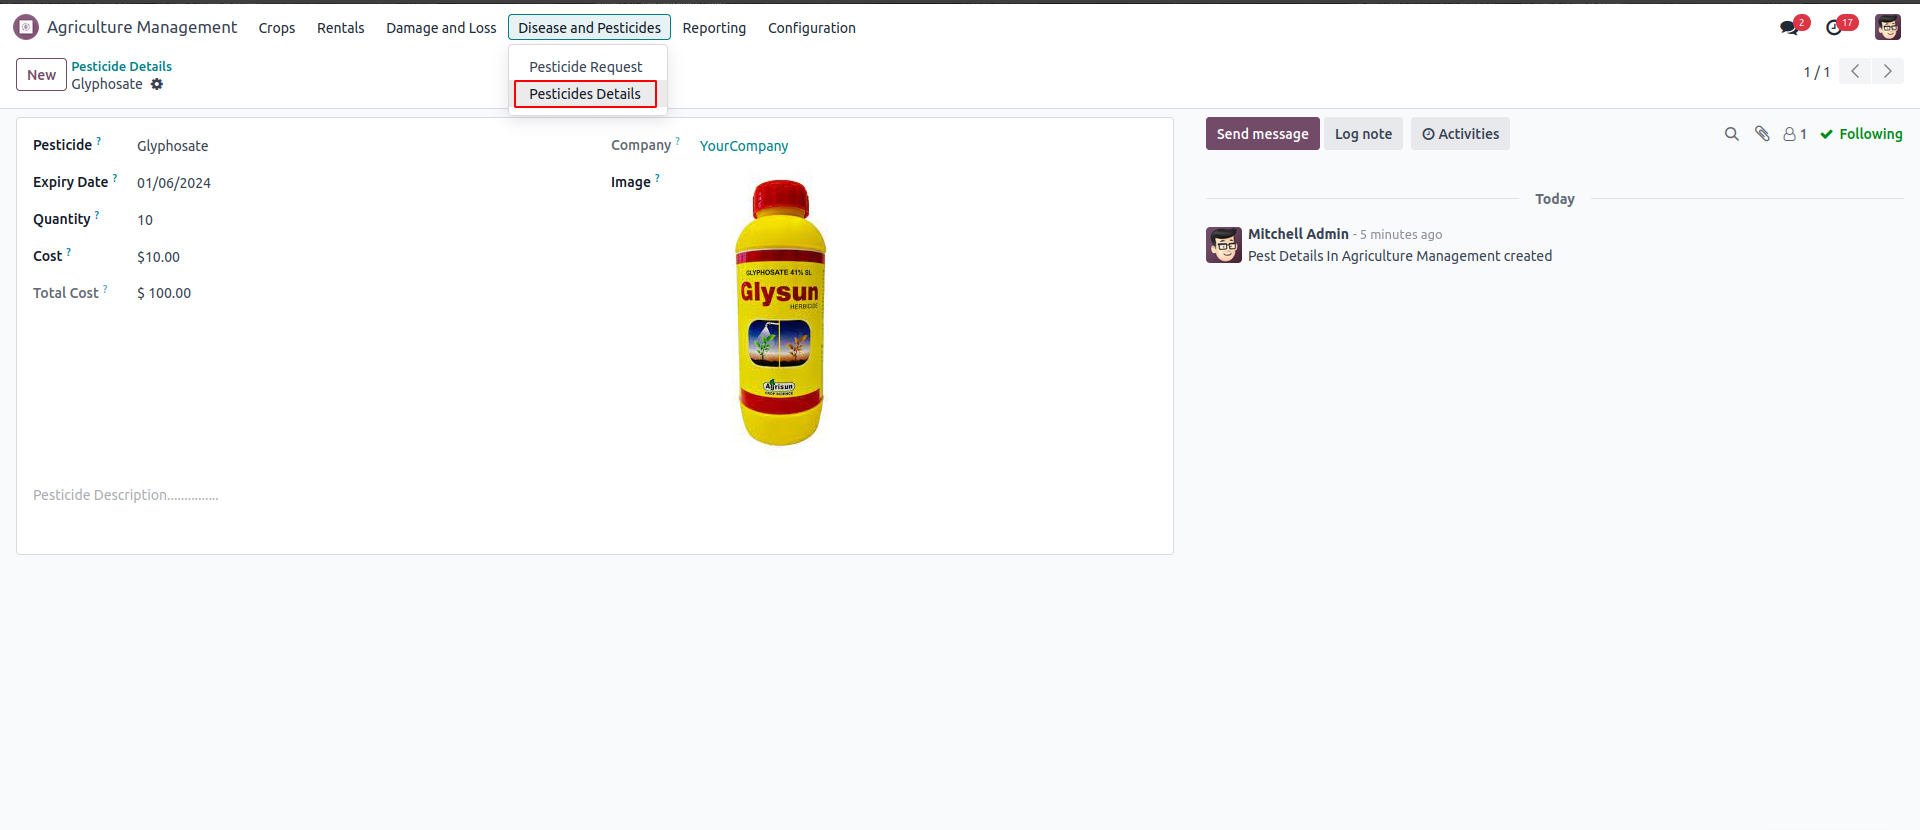 Agriculture Management Crops Rentals Damage and Loss Disease and Pesticides Reporting Configuration 2 17
Pesticide Request
Pesticides Details
New Pesticide Details
Glyphosate
1 / 1
Pesticide ? Glyphosate
Expiry Date ? 01/06/2024
Quantity ? 10
Cost ? $10.00
Total Cost ? $ 100.00
Company ? YourCompany
Image ?
GLYPHOSATE 41% SL
Glysun
HERBICIDE
Agrisun
CROP SCIENCE
Pesticide Description...............
Send message Log note Activities 1 Following
Today
Mitchell Admin - 5 minutes ago
Pest Details In Agriculture Management created